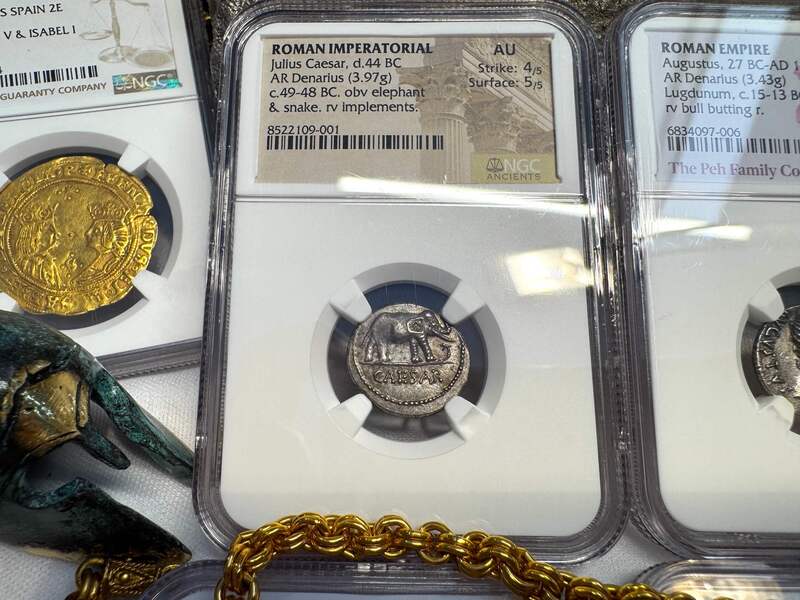 S SPAIN 2E
V & ISABEL I
NGC
GUARANTY COMPANY
ROMAN IMPERATORIAL
Julius Caesar, d.44 BC
AR Denarius (3.97g)
c.49-48 BC. obv elephant
& snake. rv implements.
8522109-001
AU
Strike: 4/5
Surface: 5/5
NGC
ANCIENTS
CAESAR
ROMAN EMPIRE
Augustus, 27 BC-AD 1
AR Denarius (3.43g)
Lugdunum, c.15-13 B
rv bull butting r.
6834097-006
The Peh Family Co